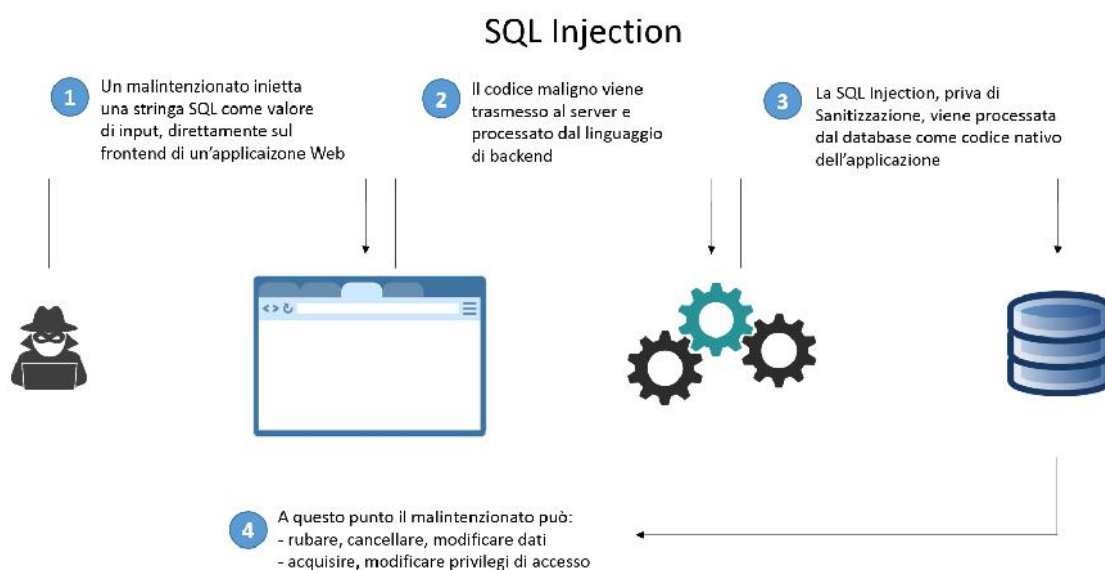 SQL Injection
1
Un malintenzionato inietta
una stringa SQL come valore
di input, direttamente sul
frontend di un'applicaizone Web
2
Il codice maligno viene
trasmesso al server e
processato dal linguaggio
di backend
3
La SQL Injection, priva di
Sanitizzazione, viene processata
dal database come codice nativo
dell'applicazione
4
A questo punto il malintenzionato può:
- rubare, cancellare, modificare dati
- acquisire, modificare privilegi di accesso